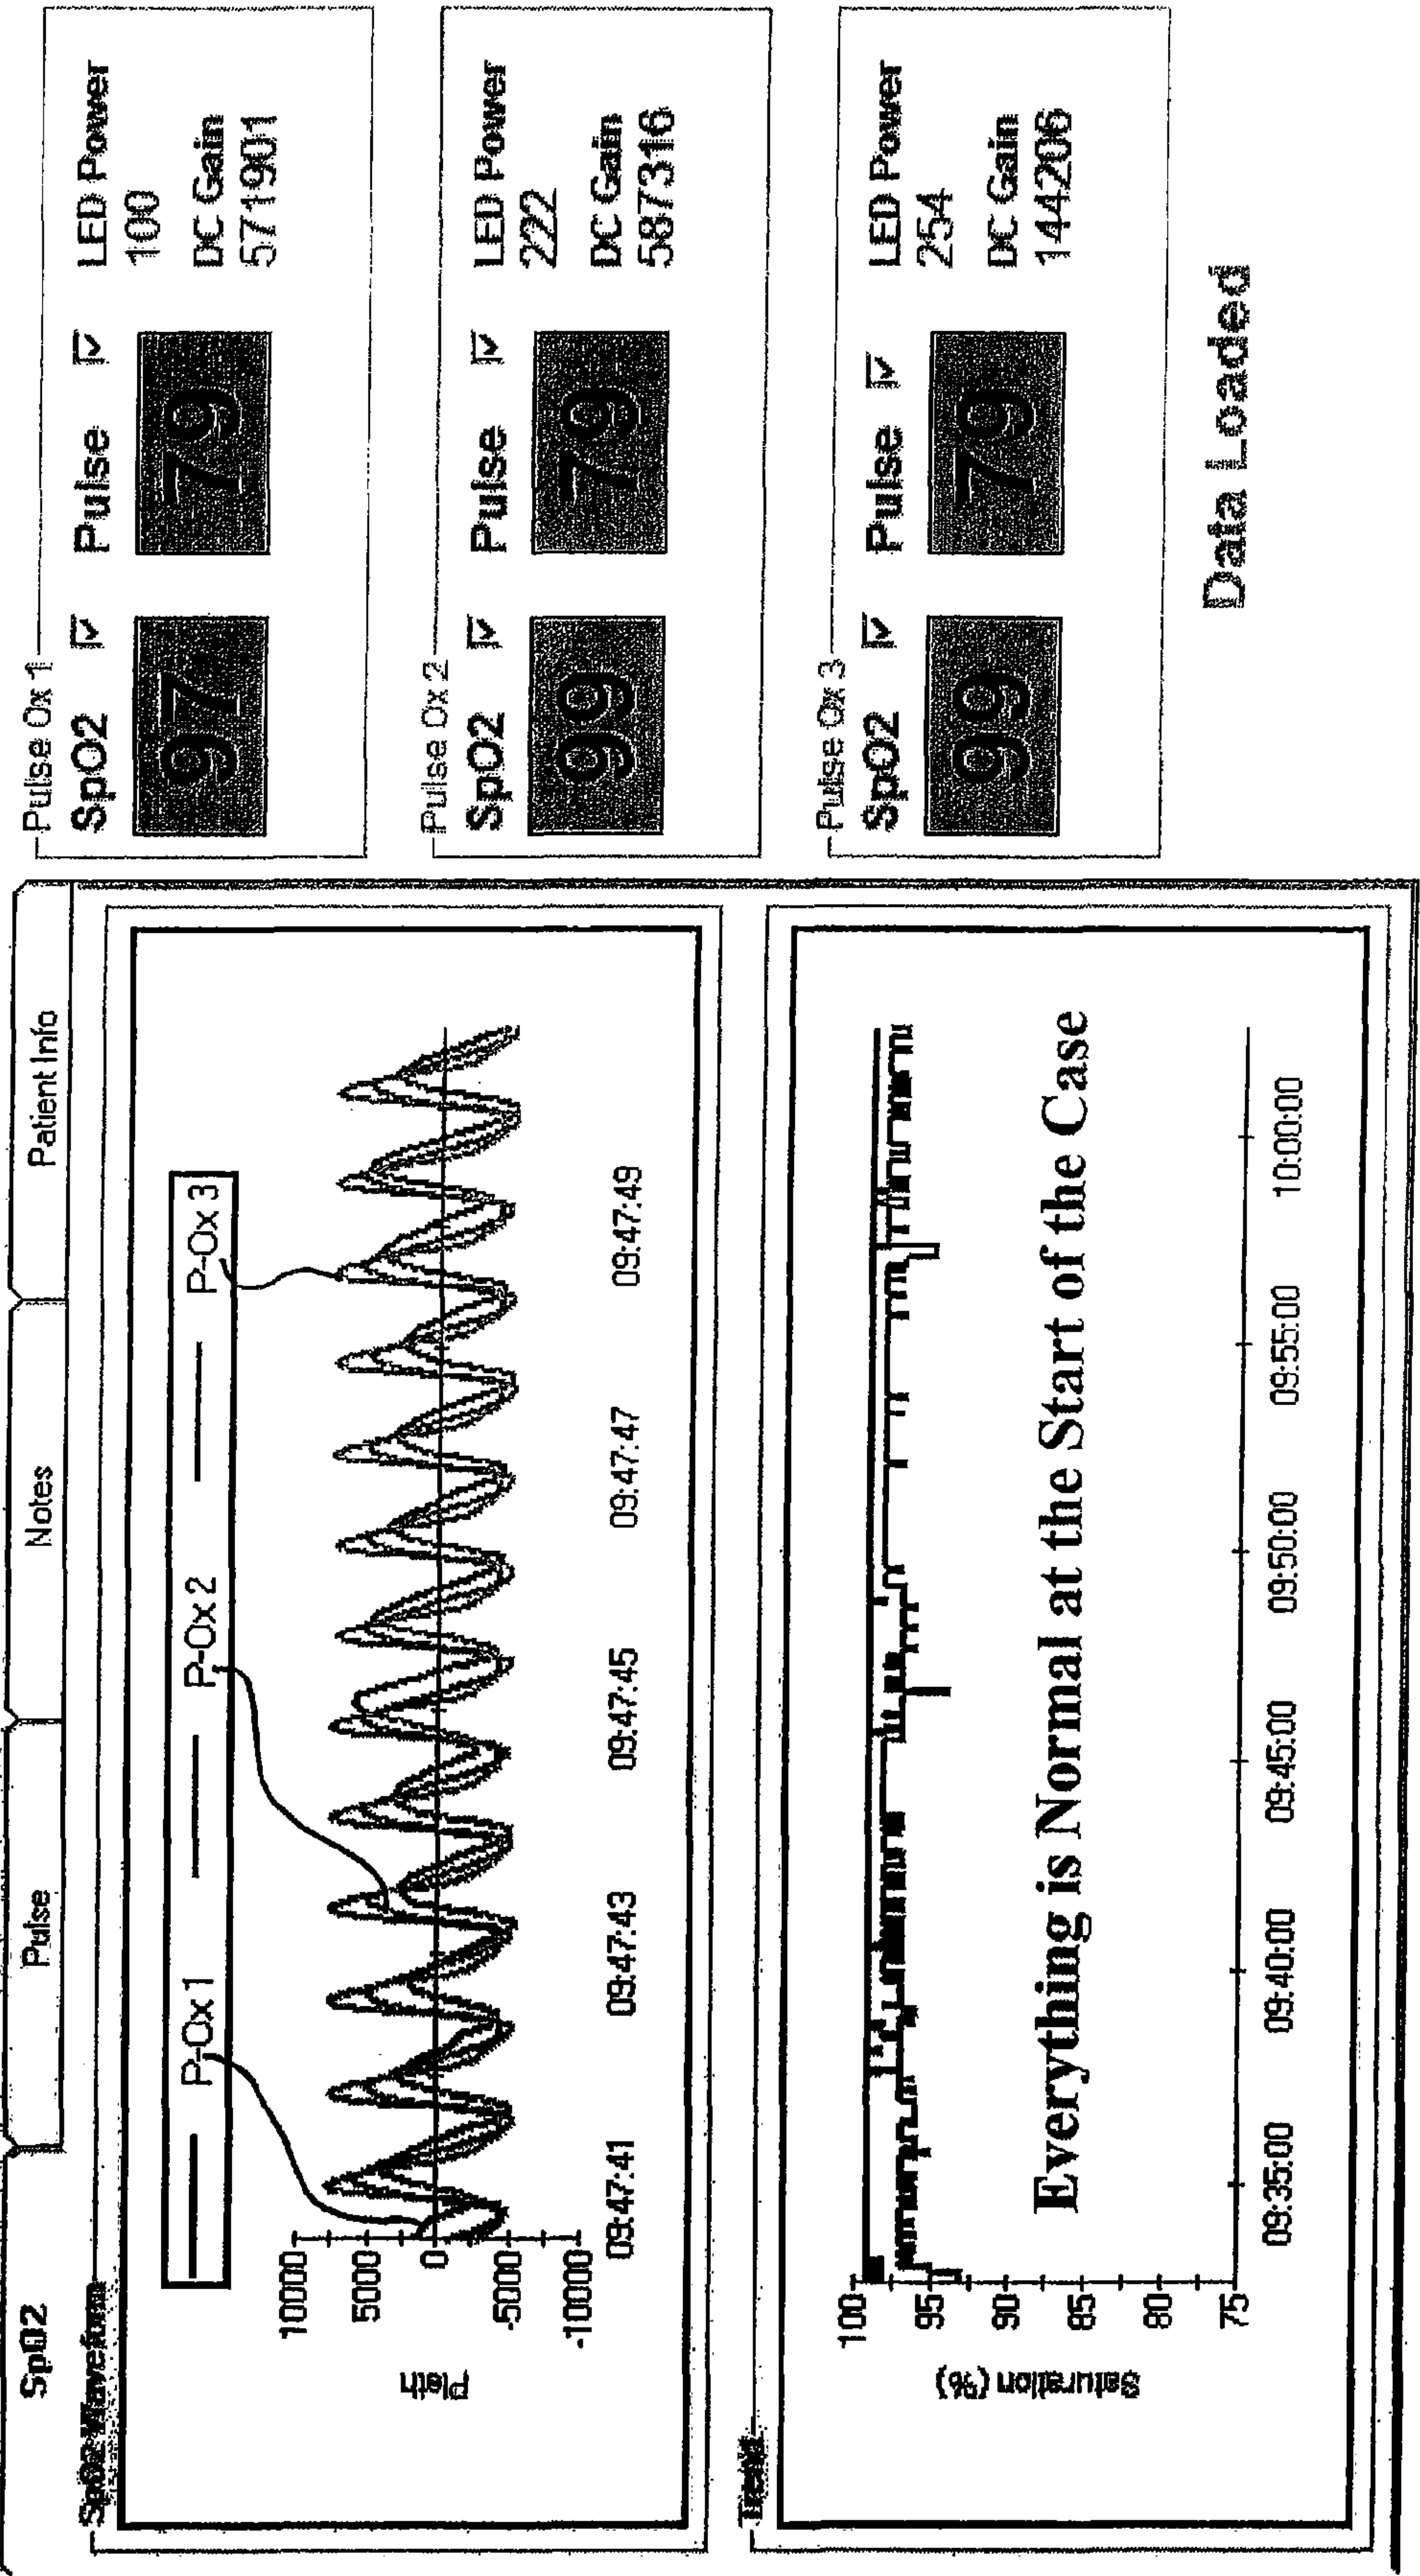 SpO2
Pulse
Notes
Patient Info
SpO2 Waveform
P-Ox 1
P-Ox 2
P-Ox 3
Pleth
10000
5000
0
-5000
-10000
09:47:41
09:47:43
09:47:45
09:47:47
09:47:49
Trend
Saturation (%)
100
95
90
85
80
75
Everything is Normal at the Start of the Case
09:35:00
09:40:00
09:45:00
09:50:00
09:55:00
10:00:00
Pulse Ox 1
SpO2 Pulse LED Power
97 79 100
DC Gain
571901
Pulse Ox 2
SpO2 Pulse LED Power
99 79 222
DC Gain
587316
Pulse Ox 3
SpO2 Pulse LED Power
99 79 254
DC Gain
144206
Data Loaded